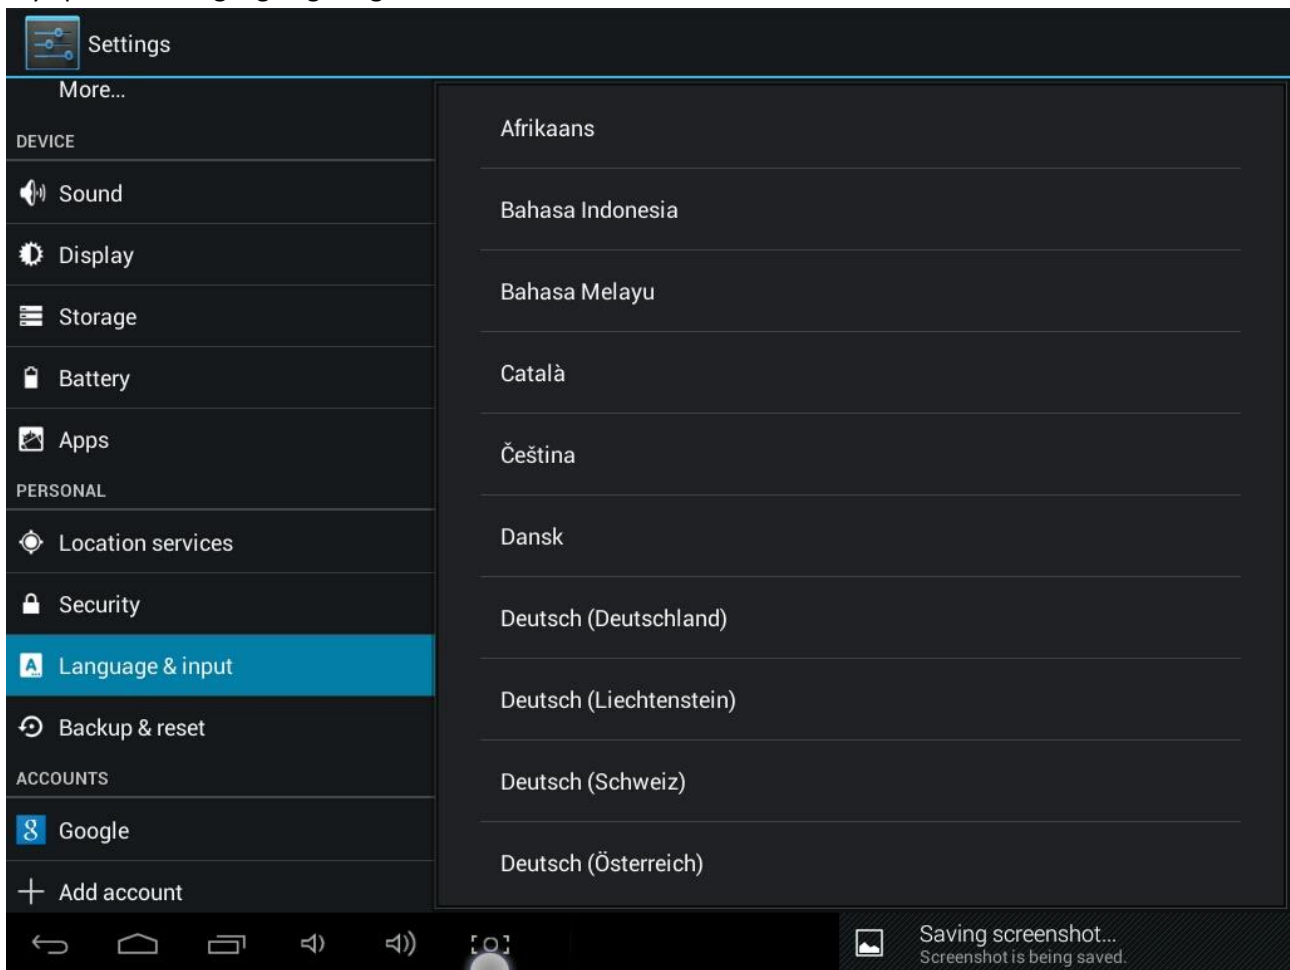 Settings
More...
DEVICE
Sound
Display
Storage
Battery
Apps
PERSONAL
Location services
Security
Language & input
Backup & reset
ACCOUNTS
Google
Add account
Afrikaans
Bahasa Indonesia
Bahasa Melayu
Català
Čeština
Dansk
Deutsch (Deutschland)
Deutsch (Liechtenstein)
Deutsch (Schweiz)
Deutsch (Österreich)
Saving screenshot...
Screenshot is being saved.